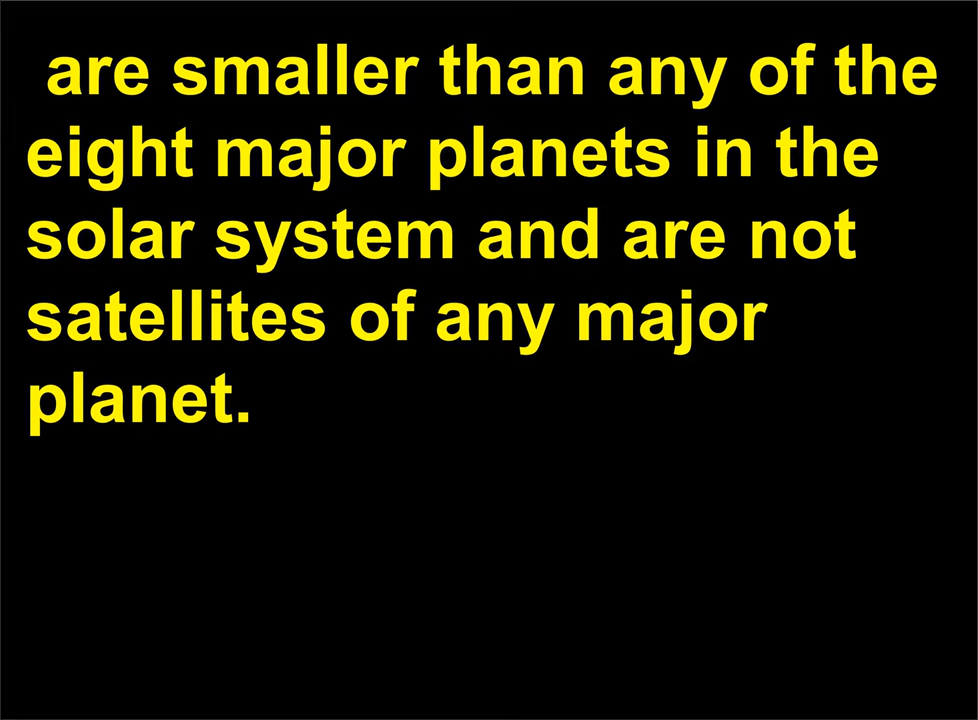 are smaller than any of the
eight major planets in the
solar system and are not
satellites of any major
planet.